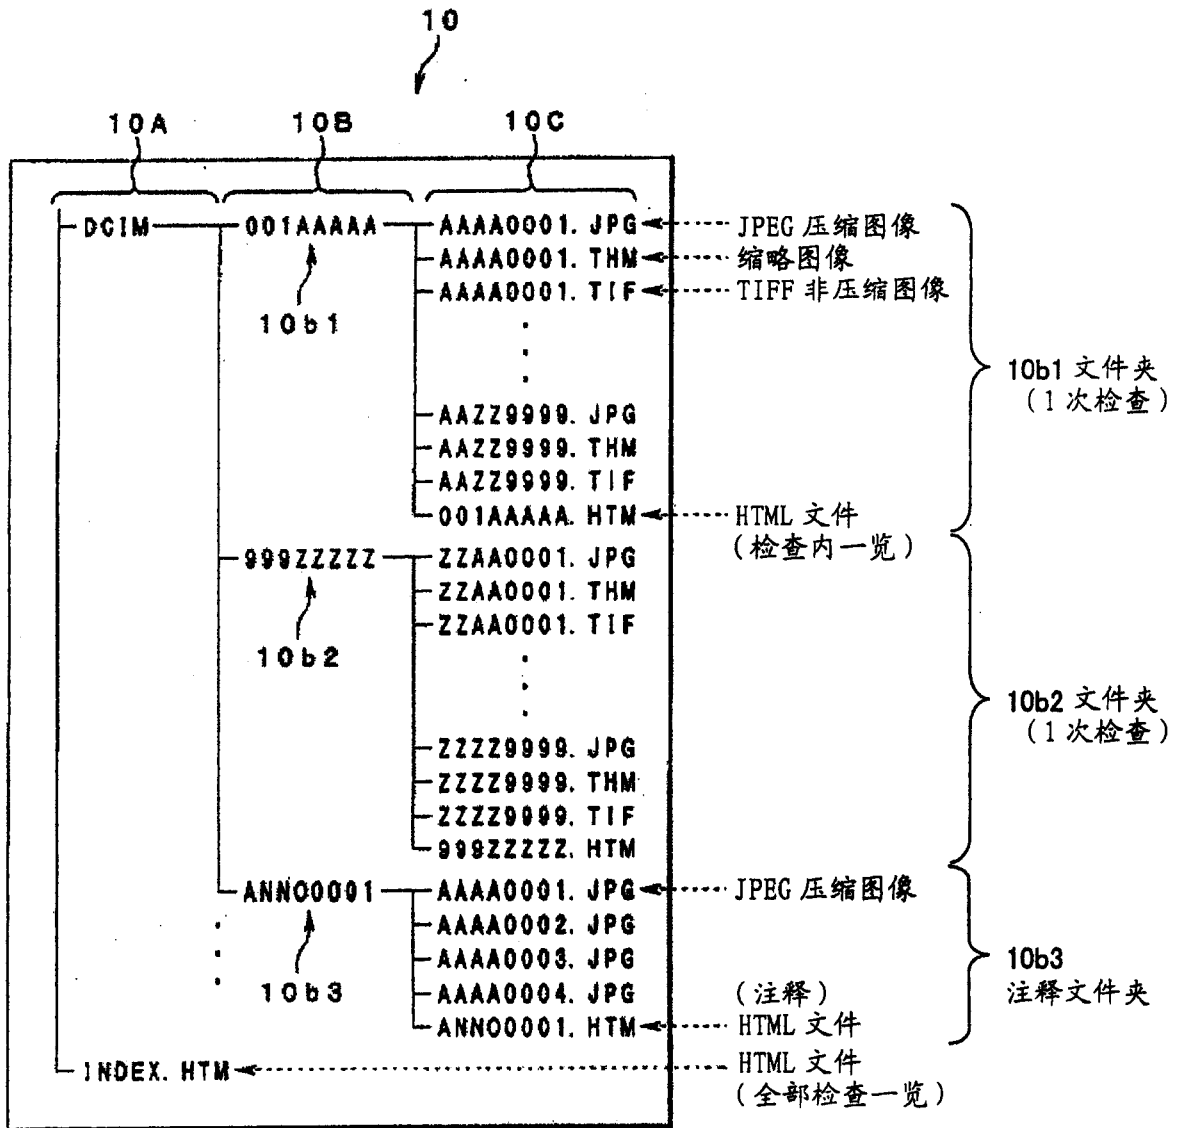 10
10A 10B 10C
DCIM 001AAAAA AAAA0001. JPG JPEG 压缩图像
AAAA0001. THM 缩略图像
AAAA0001. TIF TIFF 非压缩图像
10b1
10b1 文件夹
(1 次检查)
AAZZ9999. JPG
AAZZ9999. THM
AAZZ9999. TIF
001AAAAA. HTM HTML 文件
(检查内一览)
999ZZZZZ ZZAA0001. JPG
ZZAA0001. THM
ZZAA0001. TIF
10b2
10b2 文件夹
(1 次检查)
ZZZZ9999. JPG
ZZZZ9999. THM
ZZZZ9999. TIF
999ZZZZZ. HTM
ANNO0001 AAAA0001. JPG JPEG 压缩图像
AAAA0002. JPG
AAAA0003. JPG
10b3
注释文件夹
10b3 AAAA0004. JPG (注释)
ANNO0001. HTM HTML 文件
INDEX. HTM HTML 文件
(全部检查一览)